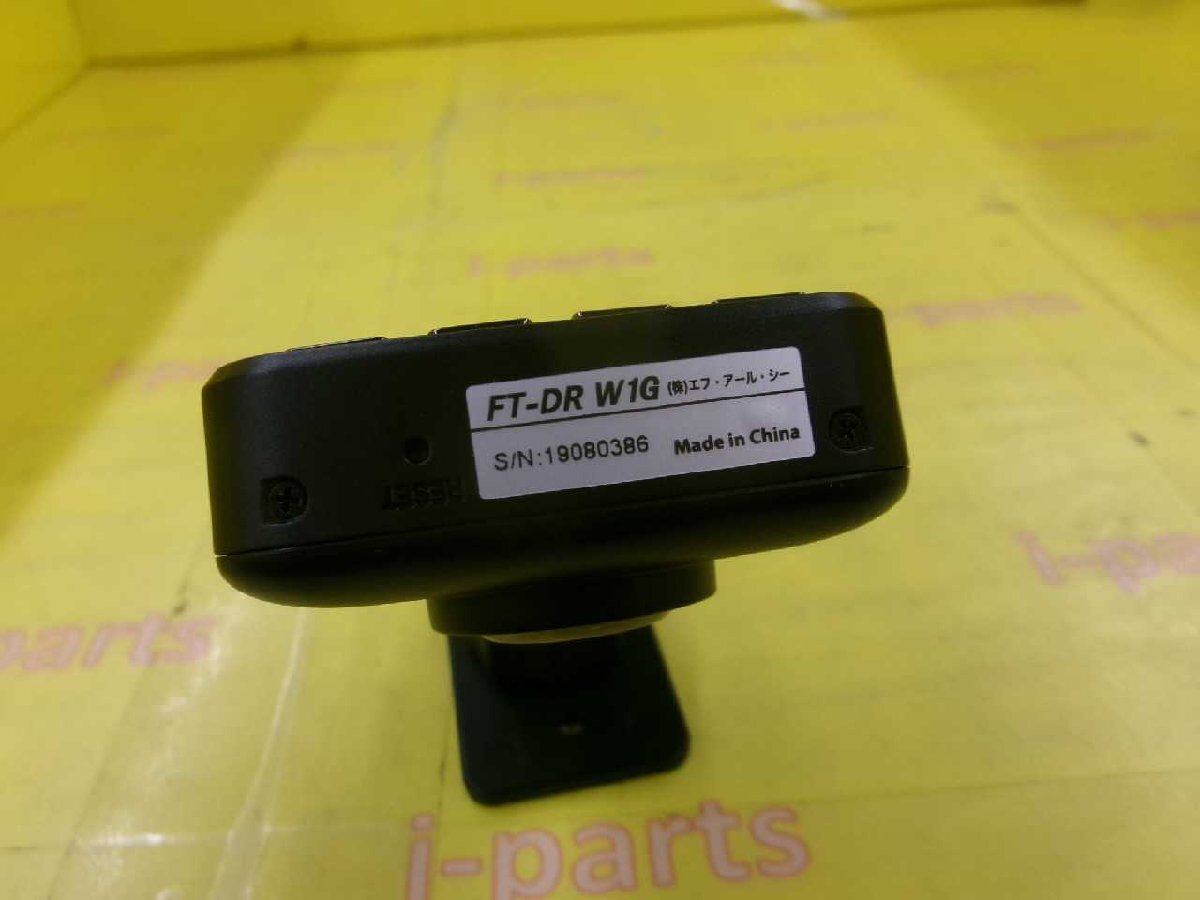 i-parts
FT-DR W1G (株)エフ・アール・シー
S/N:19080386 Made in China
RESET
i-parts
i-parts
i-parts